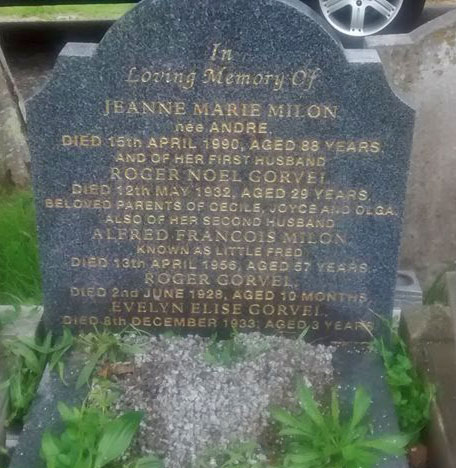 In
Loving Memory Of
JEANNE MARIE MILON
née ANDRE.
DIED 15th APRIL 1990, AGED 88 YEARS.
AND OF HER FIRST HUSBAND
ROGER NOEL GORVEL
DIED 12th MAY 1932, AGED 29 YEARS.
BELOVED PARENTS OF CECILE, JOYCE AND OLGA.
ALSO OF HER SECOND HUSBAND
ALFRED FRANCOIS MILON.
KNOWN AS LITTLE FRED
DIED 13th APRIL 1956, AGED 57 YEARS.
ROGER GORVEL.
DIED 2nd JUNE 1928, AGED 10 MONTHS.
EVELYN ELISE GORVEL.
DIED 8th DECEMBER 1933, AGED 3 YEARS